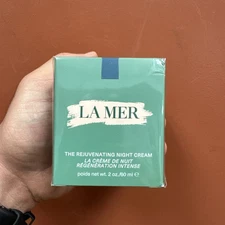 LA MER
THE REJUVENATING NIGHT CREAM
LA CRÈME DE NUIT
RÉGÉNÉRATION INTENSE
poids net wt. 2 oz./60 ml ℮